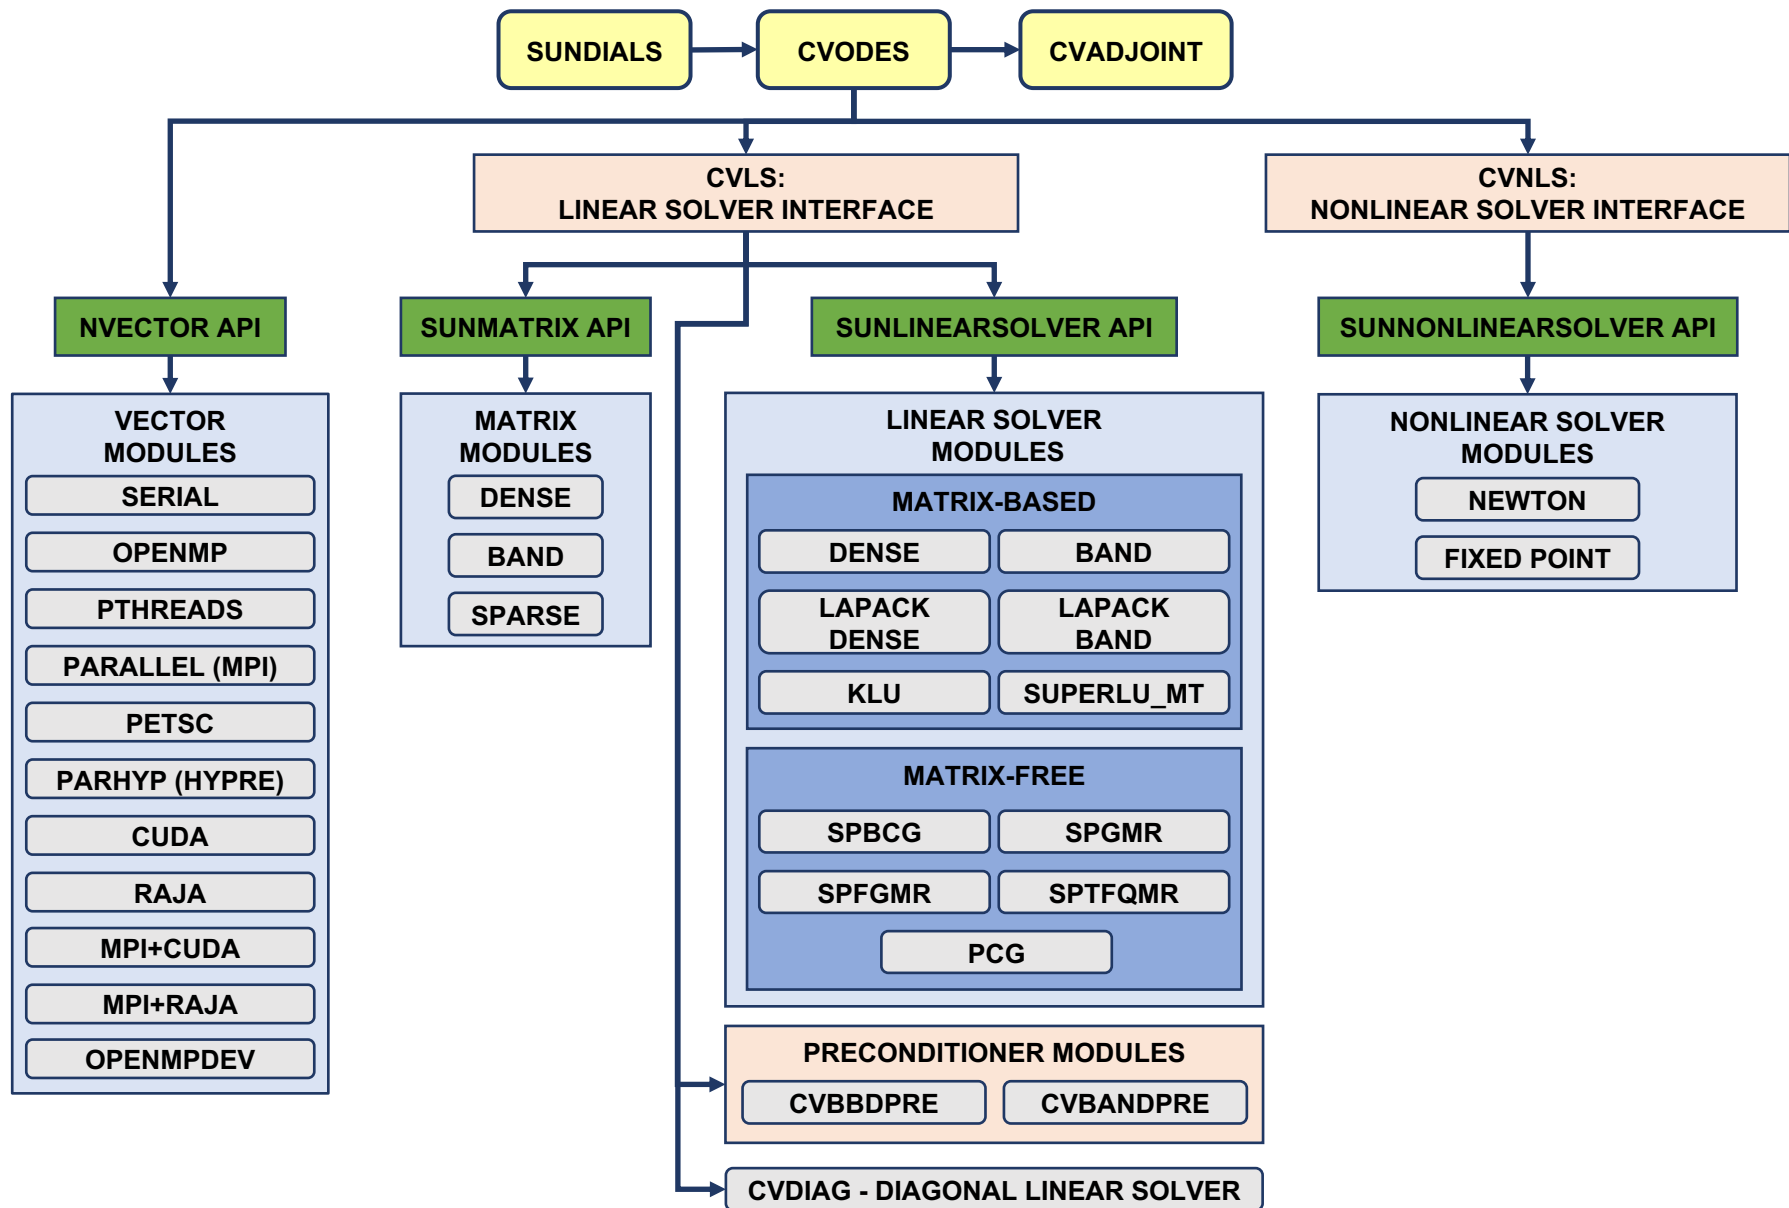 SUNDIALS
CVODES
CVADJOINT
CVLS:
LINEAR SOLVER INTERFACE
CVNLS:
NONLINEAR SOLVER INTERFACE
NVECTOR API
SUNMATRIX API
SUNLINEARSOLVER API
SUNNONLINEARSOLVER API
VECTOR
MODULES
SERIAL
OPENMP
PTHREADS
PARALLEL (MPI)
PETSC
PARHYP (HYPRE)
CUDA
RAJA
MPI+CUDA
MPI+RAJA
OPENMPDEV
MATRIX
MODULES
DENSE
BAND
SPARSE
LINEAR SOLVER
MODULES
MATRIX-BASED
DENSE
BAND
LAPACK
DENSE
LAPACK
BAND
KLU
SUPERLU_MT
MATRIX-FREE
SPBCG
SPGMR
SPFGMR
SPTFQMR
PCG
PRECONDITIONER MODULES
CVBBDPRE
CVBANDPRE
CVDIAG - DIAGONAL LINEAR SOLVER
NONLINEAR SOLVER
MODULES
NEWTON
FIXED POINT